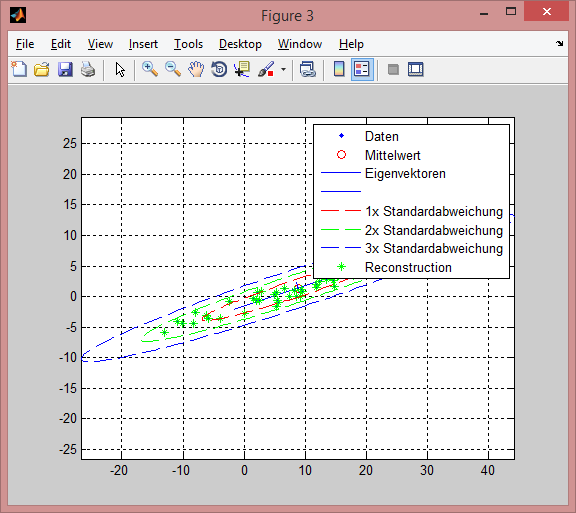 Figure 3
File Edit View Insert Tools Desktop Window Help
Daten
Mittelwert
Eigenvektoren
1x Standardabweichung
2x Standardabweichung
3x Standardabweichung
Reconstruction
25
20
15
10
5
0
-5
-10
-15
-20
-25
-20 -10 0 10 20 30 40